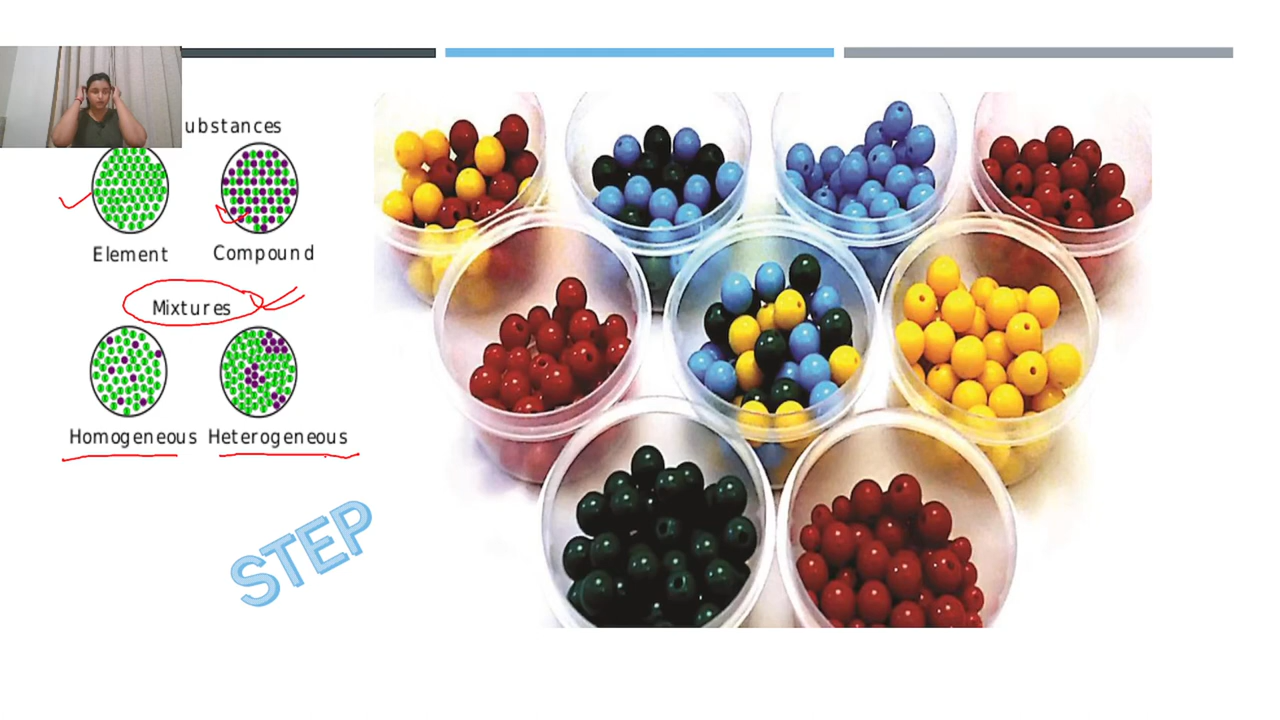 ubstances
Element Compound
Mixtures
Homogeneous Heterogeneous
STEP